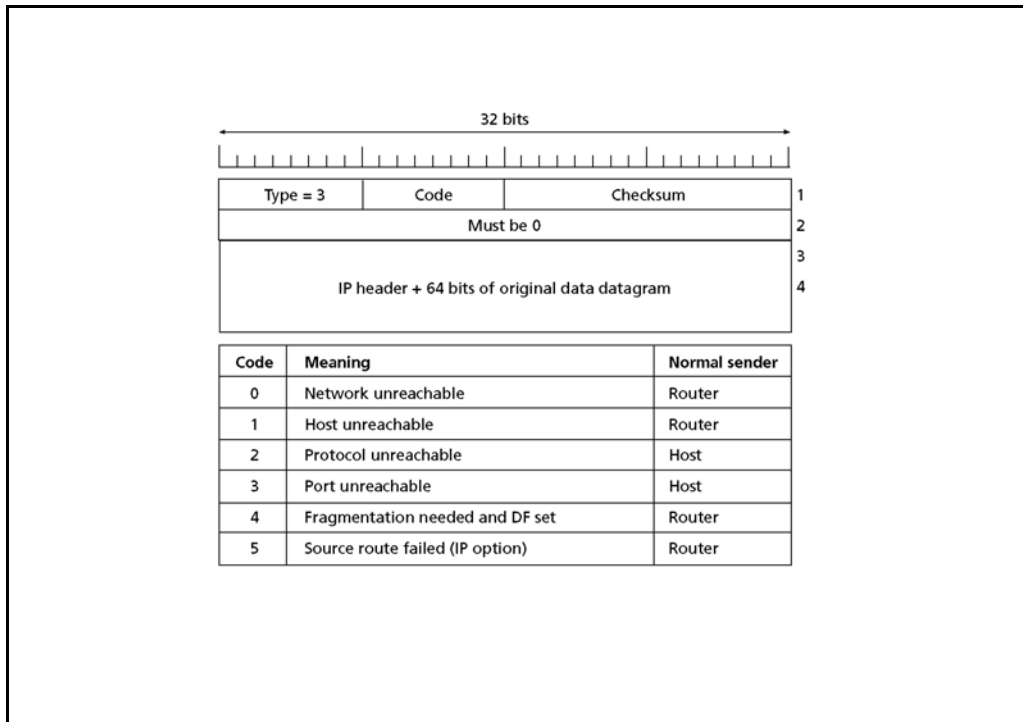 32 bits
Type = 3 Code Checksum 1
Must be 0 2
3
IP header + 64 bits of original data datagram 4
Code Meaning Normal sender
0 Network unreachable Router
1 Host unreachable Router
2 Protocol unreachable Host
3 Port unreachable Host
4 Fragmentation needed and DF set Router
5 Source route failed (IP option) Router